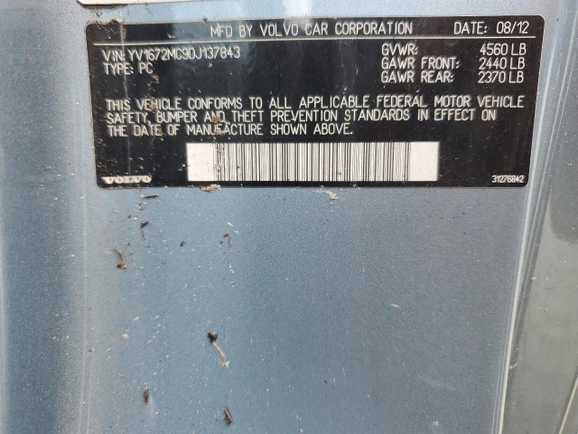 MFD BY VOLVO CAR CORPORATION DATE: 08/12
VIN: YV1672MC9DJ137843 GVWR: 4560 LB
TYPE: PC GAWR FRONT: 2440 LB
GAWR REAR: 2370 LB
THIS VEHICLE CONFORMS TO ALL APPLICABLE FEDERAL MOTOR VEHICLE
SAFETY, BUMPER AND THEFT PREVENTION STANDARDS IN EFFECT ON
THE DATE OF MANUFACTURE SHOWN ABOVE.
VOLVO 31276842